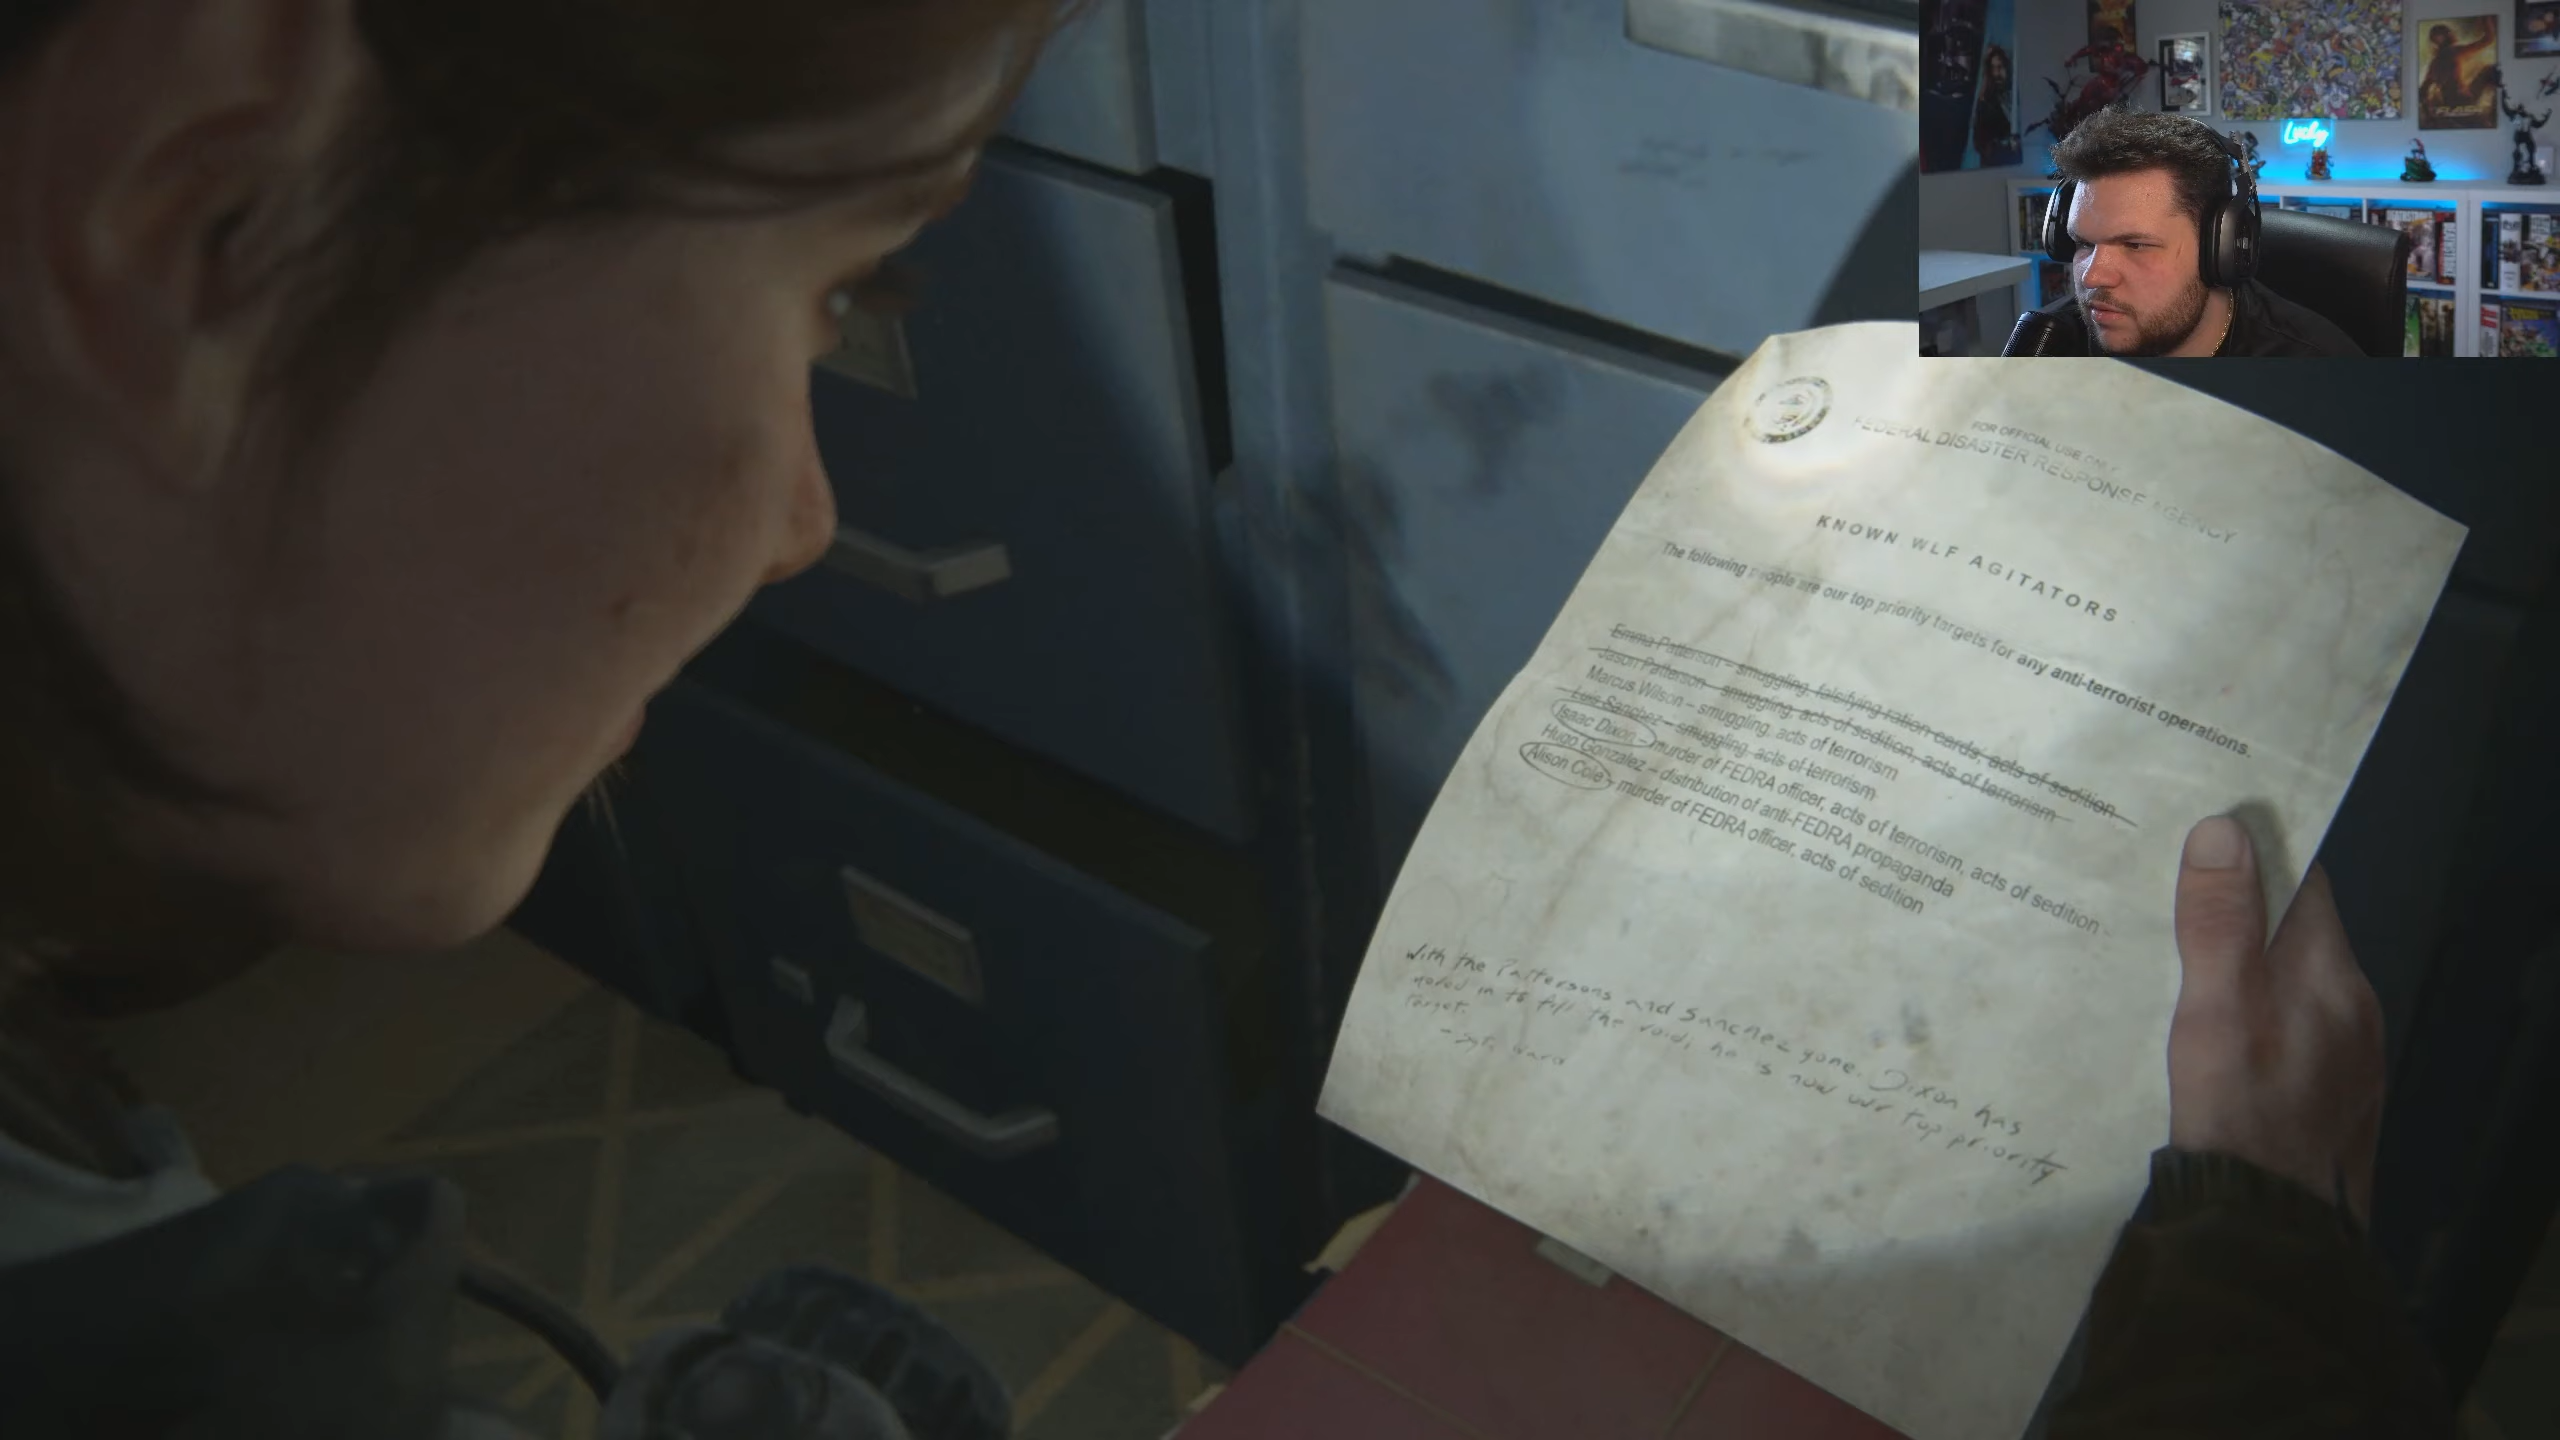 Lucky
FLASH
FOR OFFICIAL USE ONLY
FEDERAL DISASTER RESPONSE AGENCY
KNOWN WLF AGITATORS
The following people are our top priority targets for any anti-terrorist operations.
Emma Patterson - smuggling, falsifying ration cards, acts of sedition
Jason Patterson - smuggling, acts of sedition, acts of terrorism
Marcus Wilson - smuggling, acts of terrorism
Luis Sanchez - smuggling, acts of terrorism
Isaac Dixon - murder of FEDRA officer, acts of terrorism, acts of sedition
Hugo Gonzalez - distribution of anti-FEDRA propaganda
Alison Cole - murder of FEDRA officer, acts of sedition
With the Pattersons and Sanchez gone, Dixon has
moved in to fill the void, he is now our top priority
target.
- Sgt. Ward